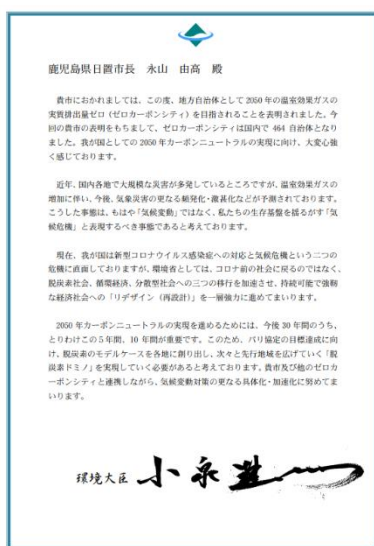 鹿児島県日置市長　永山　由高　殿
貴市におかれましては、この度、地方自治体として2050年の温室効果ガスの
実質排出量ゼロ（ゼロカーボンシティ）を目指されることを表明されました。今
回の貴市の表明をもちまして、ゼロカーボンシティは国内で464自治体となり
ました。我が国としての2050年カーボンニュートラルの実現に向け、大変心強
く感じております。
近年、国内各地で大規模な災害が多発しているところですが、温室効果ガスの
増加に伴い、今後、気象災害の更なる頻発化・激甚化などが予測されております。
こうした事態は、もはや「気候変動」ではなく、私たちの生存基盤を揺るがす「気
候危機」と表現するべき事態であると考えております。
現在、我が国は新型コロナウイルス感染症への対応と気候危機という二つの
危機に直面しておりますが、環境省としては、コロナ前の社会に戻るのではなく、
脱炭素社会、循環経済、分散型社会への三つの移行を加速させ、持続可能で強靱
な経済社会への「リデザイン（再設計）」を一層強力に進めてまいります。
2050年カーボンニュートラルの実現を進めるためには、今後30年間のうち、
とりわけこの5年間、10年間が重要です。このため、パリ協定の目標達成に向
け、脱炭素のモデルケースを各地に創り出し、次々と先行地域を広げていく「脱
炭素ドミノ」を実現していく必要があると考えております。貴市及び他のゼロカ
ーボンシティと連携しながら、気候変動対策の更なる具体化・加速化に努めてま
いります。
環境大臣　小泉進一郎